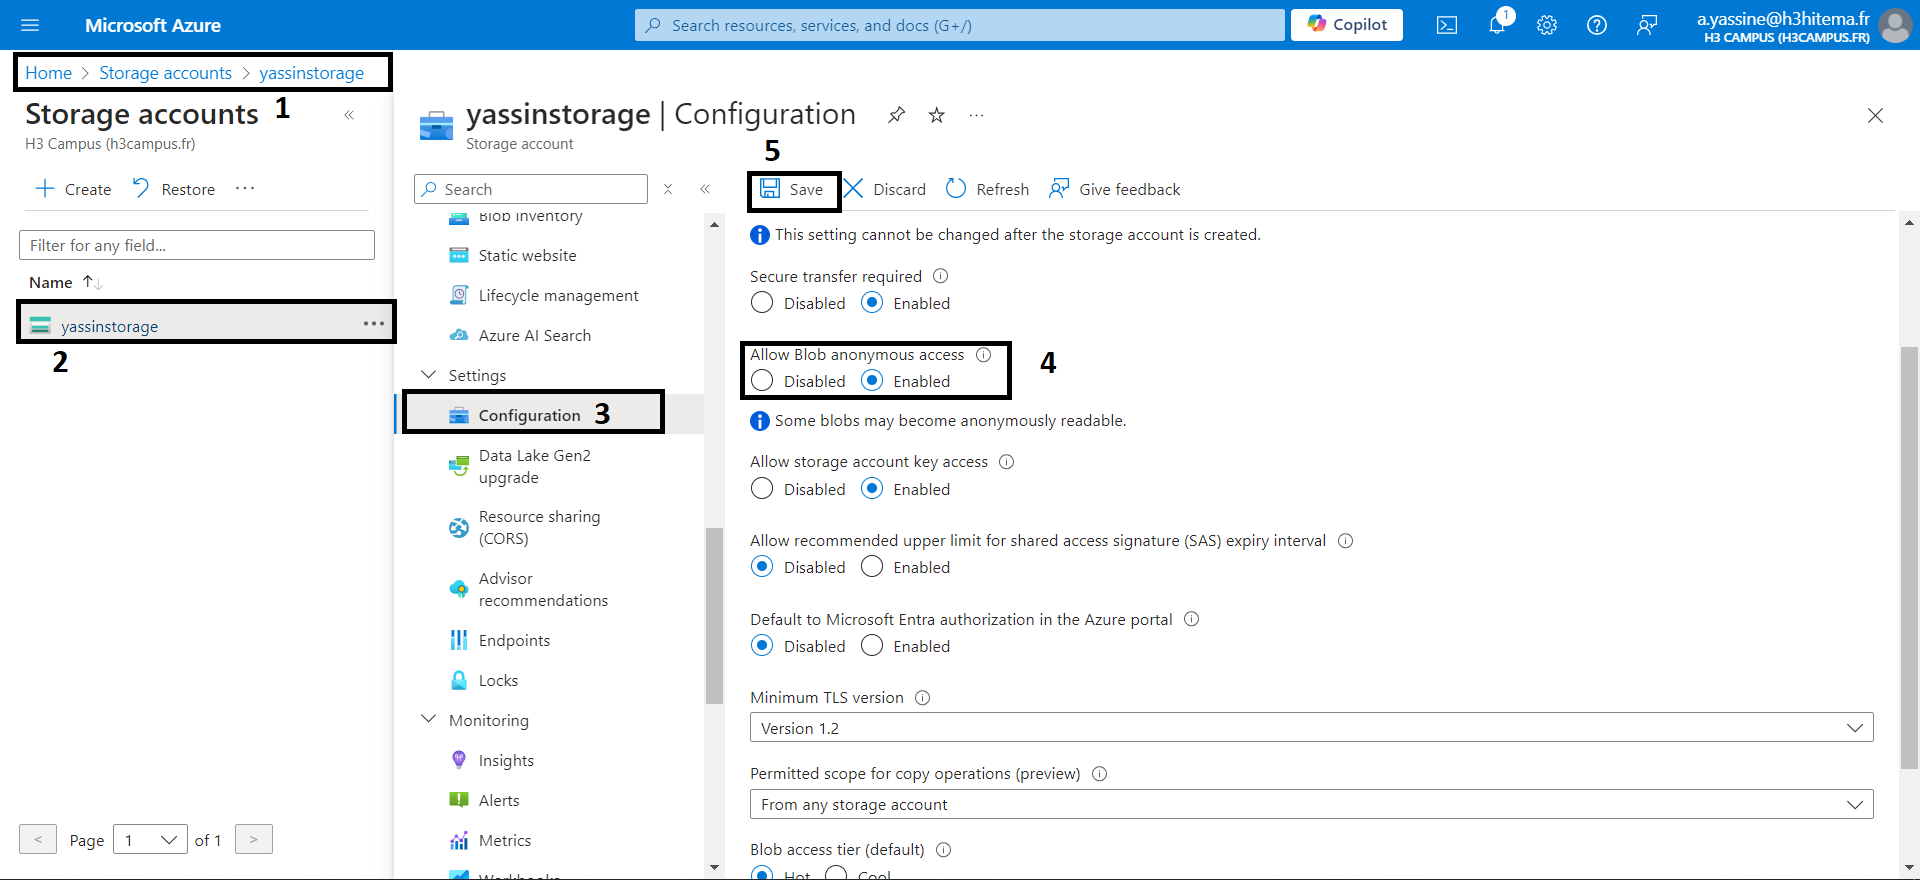 Microsoft Azure
Search resources, services, and docs (G+/)
Copilot
1
a.yassine@h3hitema.fr
H3 CAMPUS (H3CAMPUS.FR)
Home > Storage accounts > yassinstorage
Storage accounts 1
H3 Campus (h3campus.fr)
Create
Restore
Filter for any field...
Name
yassinstorage
2
< Page 1 of 1 >
yassinstorage | Configuration
Storage account
Search
Blob inventory
Static website
Lifecycle management
Azure AI Search
Settings
Configuration 3
Data Lake Gen2
upgrade
Resource sharing
(CORS)
Advisor
recommendations
Endpoints
Locks
Monitoring
Insights
Alerts
Metrics
Workbooks
5
Save
Discard
Refresh
Give feedback
This setting cannot be changed after the storage account is created.
Secure transfer required
Disabled Enabled
Allow Blob anonymous access
Disabled Enabled
4
Some blobs may become anonymously readable.
Allow storage account key access
Disabled Enabled
Allow recommended upper limit for shared access signature (SAS) expiry interval
Disabled Enabled
Default to Microsoft Entra authorization in the Azure portal
Disabled Enabled
Minimum TLS version
Version 1.2
Permitted scope for copy operations (preview)
From any storage account
Blob access tier (default)
Hot Cool